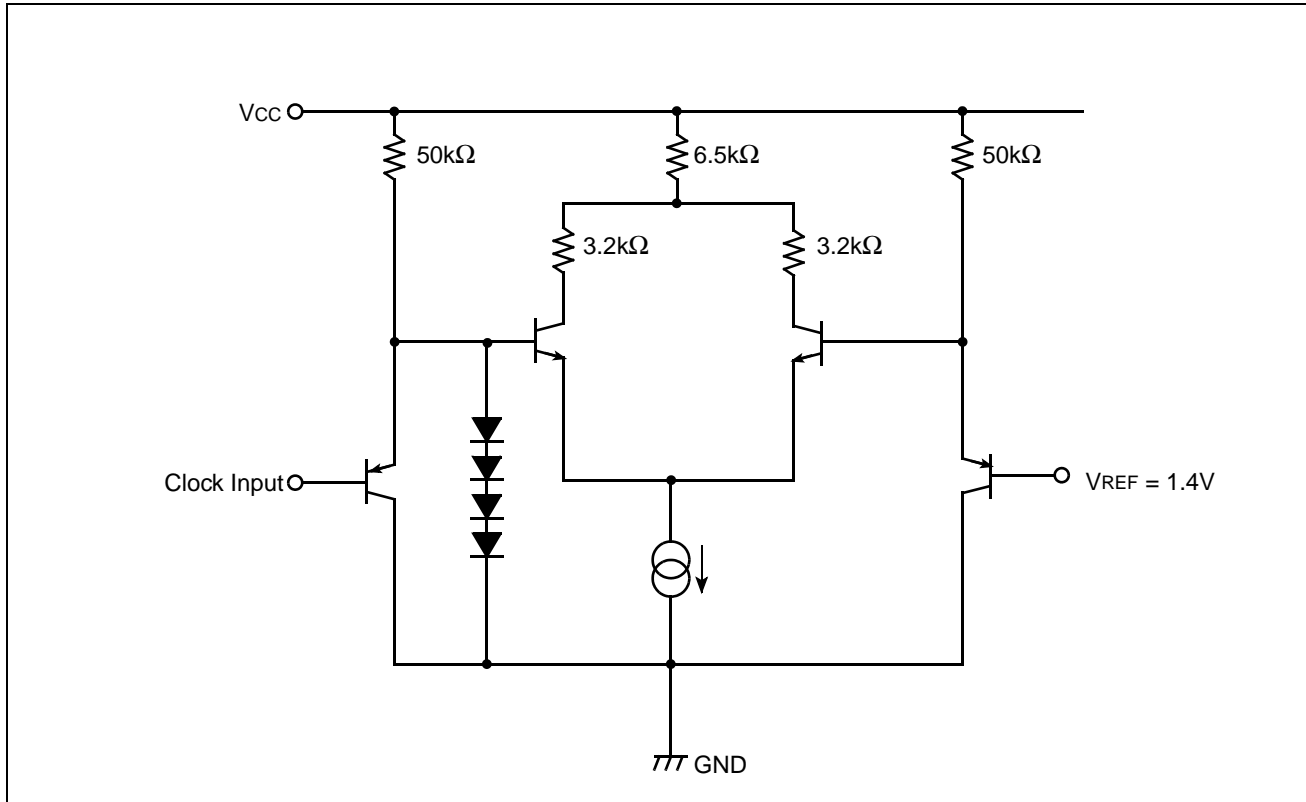 VCC
50kΩ
6.5kΩ
50kΩ
3.2kΩ
3.2kΩ
Clock Input
VREF = 1.4V
GND